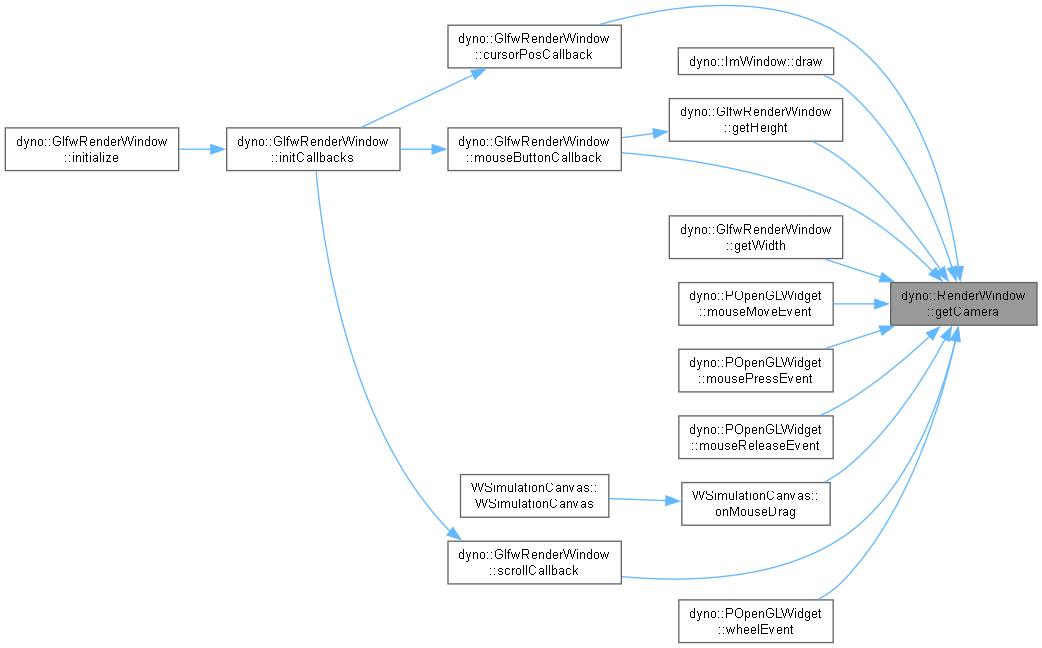 dyno::GlfwRenderWindow
::initialize
dyno::GlfwRenderWindow
::initCallbacks
dyno::GlfwRenderWindow
::cursorPosCallback
dyno::GlfwRenderWindow
::mouseButtonCallback
WSimulationCanvas::
WSimulationCanvas
dyno::GlfwRenderWindow
::scrollCallback
dyno::ImWindow::draw
dyno::GlfwRenderWindow
::getHeight
dyno::GlfwRenderWindow
::getWidth
dyno::POpenGLWidget
::mouseMoveEvent
dyno::POpenGLWidget
::mousePressEvent
dyno::POpenGLWidget
::mouseReleaseEvent
WSimulationCanvas::
onMouseDrag
dyno::POpenGLWidget
::wheelEvent
dyno::RenderWindow
::getCamera